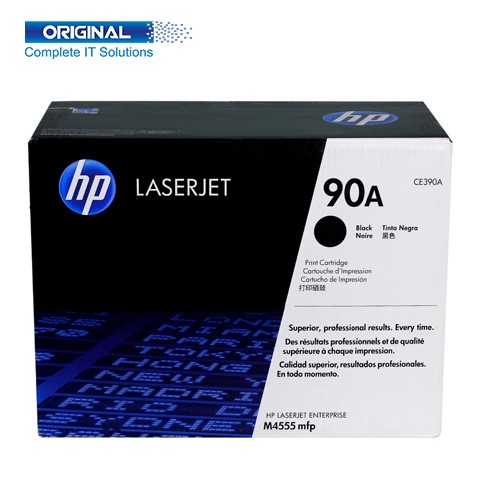 ORIGINAL
Complete IT Solutions
hp
hp
LASERJET
90A
CE390A
Black Tinta Negra
Noire 黑色
Print Cartridge
Cartouche d'Impression
Cartucho de Impresión
打印硒鼓
Superior, professional results. Every time.
Des résultats professionnels et de qualité
supérieure à chaque impression.
Calidad superior, resultados profesionales.
En todo momento.
HP LASERJET ENTERPRISE
M4555 mfp